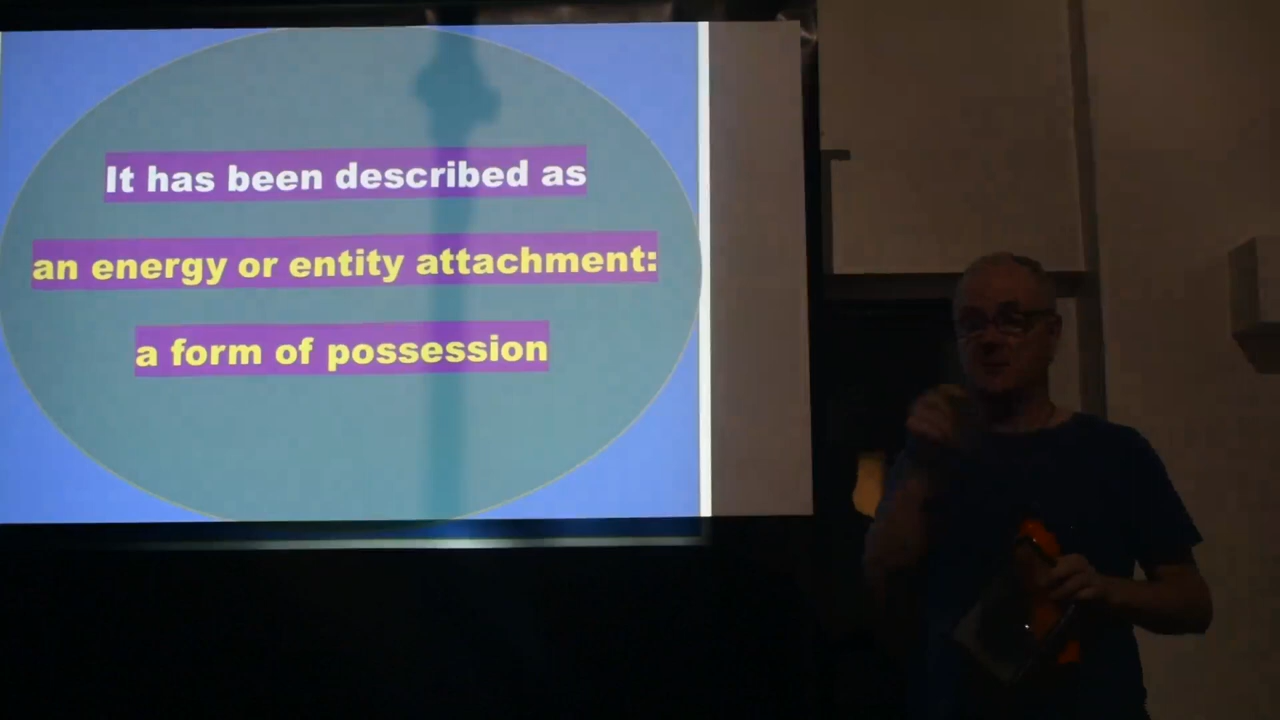 It has been described as
an energy or entity attachment:
a form of possession